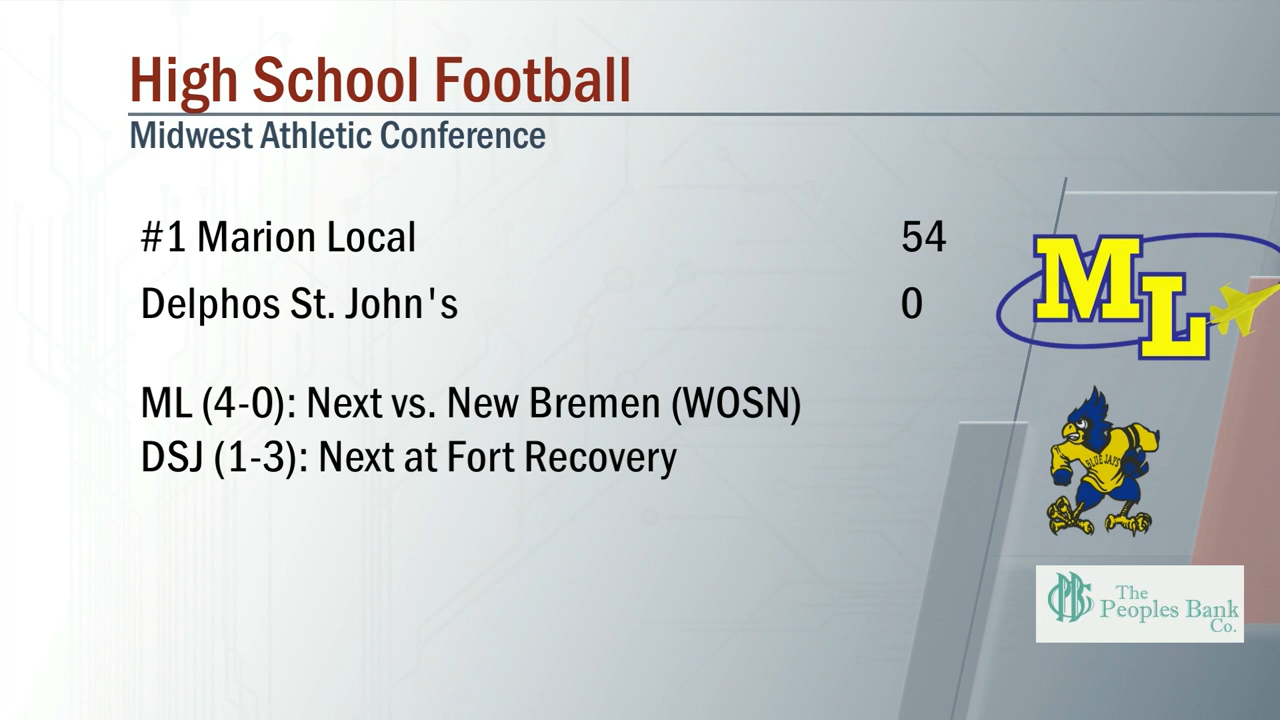 High School Football
Midwest Athletic Conference
#1 Marion Local 54
Delphos St. John's 0
ML (4-0): Next vs. New Bremen (WOSN)
DSJ (1-3): Next at Fort Recovery
ML
BLUE JAYS
PBC The
Peoples Bank
Co.